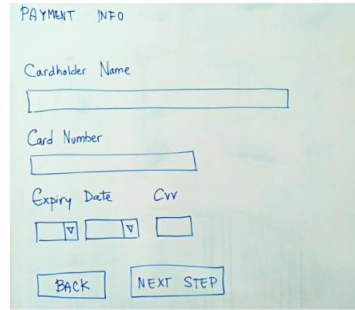 PAYMENT INFO
Cardholder Name
Card Number
Expiry Date CVV
BACK NEXT STEP